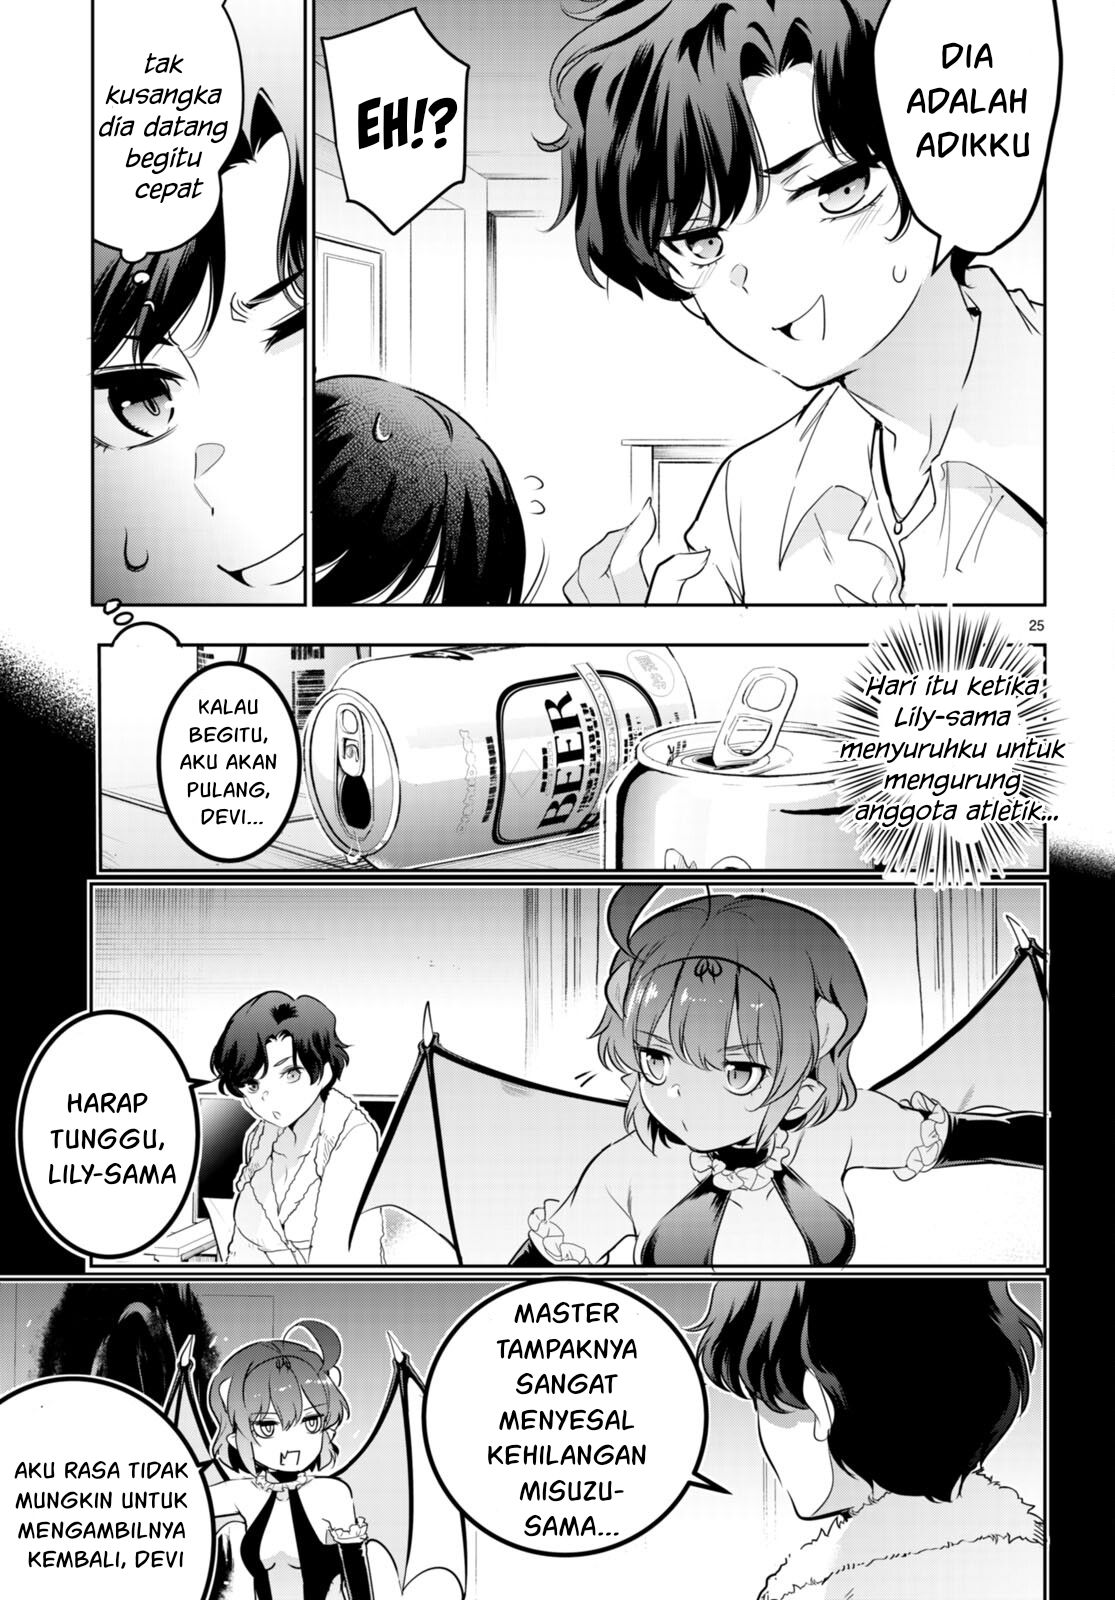 DIA
ADALAH
ADIKKU
EH!?
tak
kusangka
dia datang
begitu
cepat
25
Hari itu ketika
Lily-sama
menyuruhku untuk
mengurung
anggota atletik...
BEER
KALAU
BEGITU,
AKU AKAN
PULANG,
DEVI...
HARAP
TUNGGU,
LILY-SAMA
MASTER
TAMPAKNYA
SANGAT
MENYESAL
KEHILANGAN
MISUZU-
SAMA...
AKU RASA TIDAK
MUNGKIN UNTUK
MENGAMBILNYA
KEMBALI, DEVI